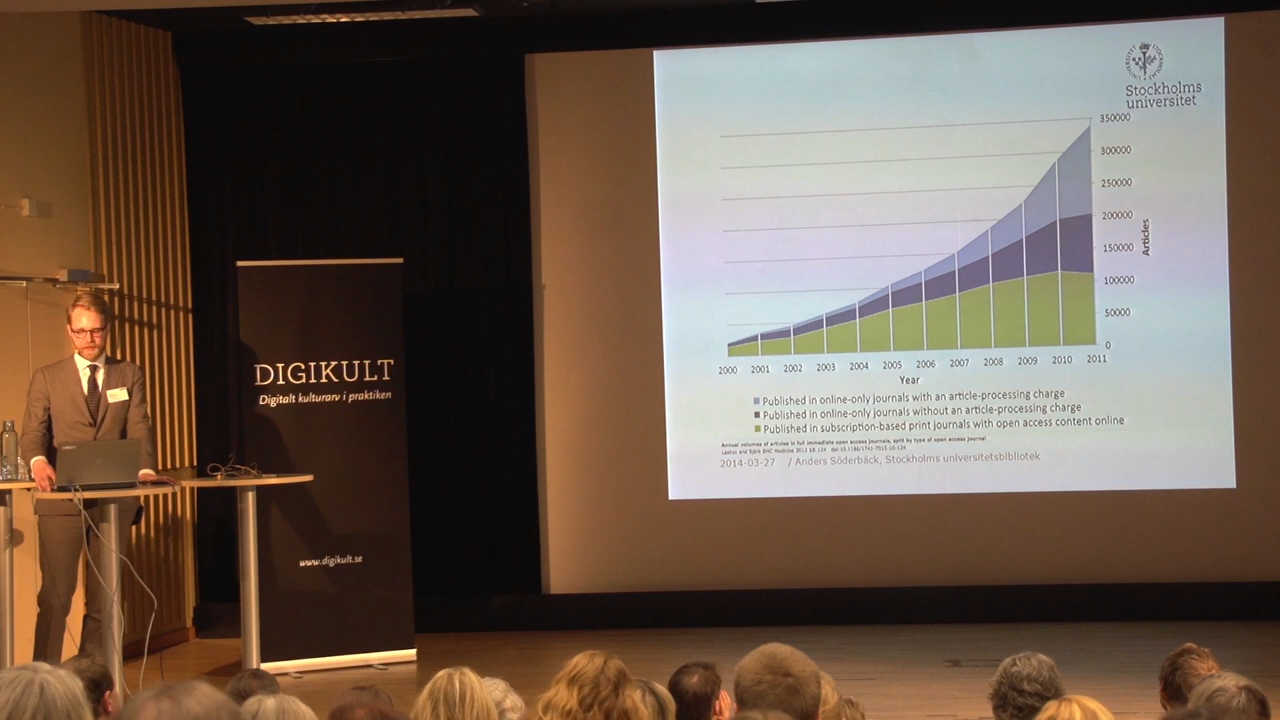 DIGIKULT
Digitalt kulturarv i praktiken
www.digikult.se
Stockholms
universitet
350000
300000
250000
200000
150000
100000
50000
0
Articles
2000 2001 2002 2003 2004 2005 2006 2007 2008 2009 2010 2011
Year
Published in online-only journals with an article-processing charge
Published in online-only journals without an article-processing charge
Published in subscription-based print journals with open access content online
Annual volumes of articles in full immediate open access journals, split by type of open access journal.
Laakso and Björk BMC Medicine 2012 10:124 doi:10.1186/1741-7015-10-124
2014-03-27 / Anders Söderbäck, Stockholms universitetsbibliotek